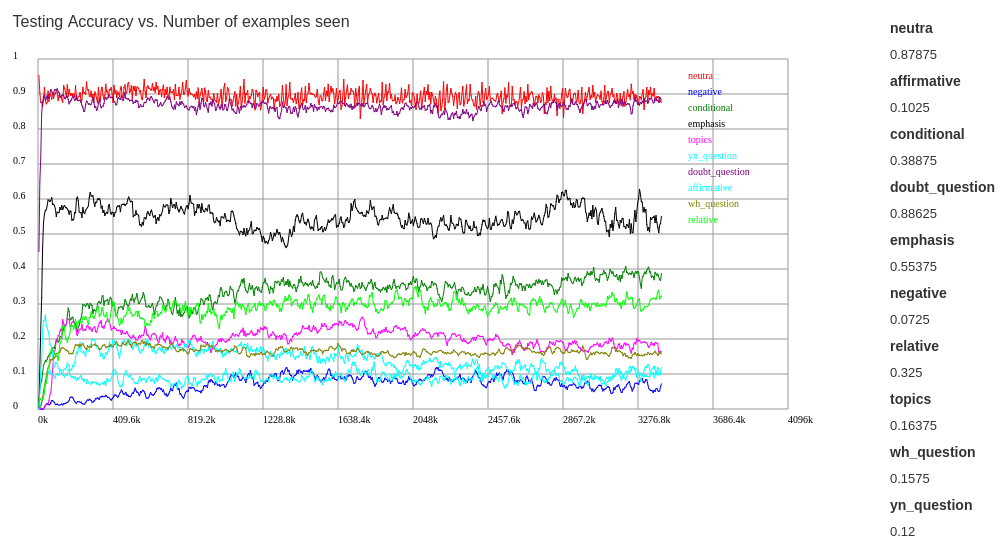 Testing Accuracy vs. Number of examples seen
1
0.9
0.8
0.7
0.6
0.5
0.4
0.3
0.2
0.1
0
0k 409.6k 819.2k 1228.8k 1638.4k 2048k 2457.6k 2867.2k 3276.8k 3686.4k 4096k
neutra
negative
conditional
emphasis
topics
yn_question
doubt_question
affirmative
wh_question
relative
neutra
0.87875
affirmative
0.1025
conditional
0.38875
doubt_question
0.88625
emphasis
0.55375
negative
0.0725
relative
0.325
topics
0.16375
wh_question
0.1575
yn_question
0.12